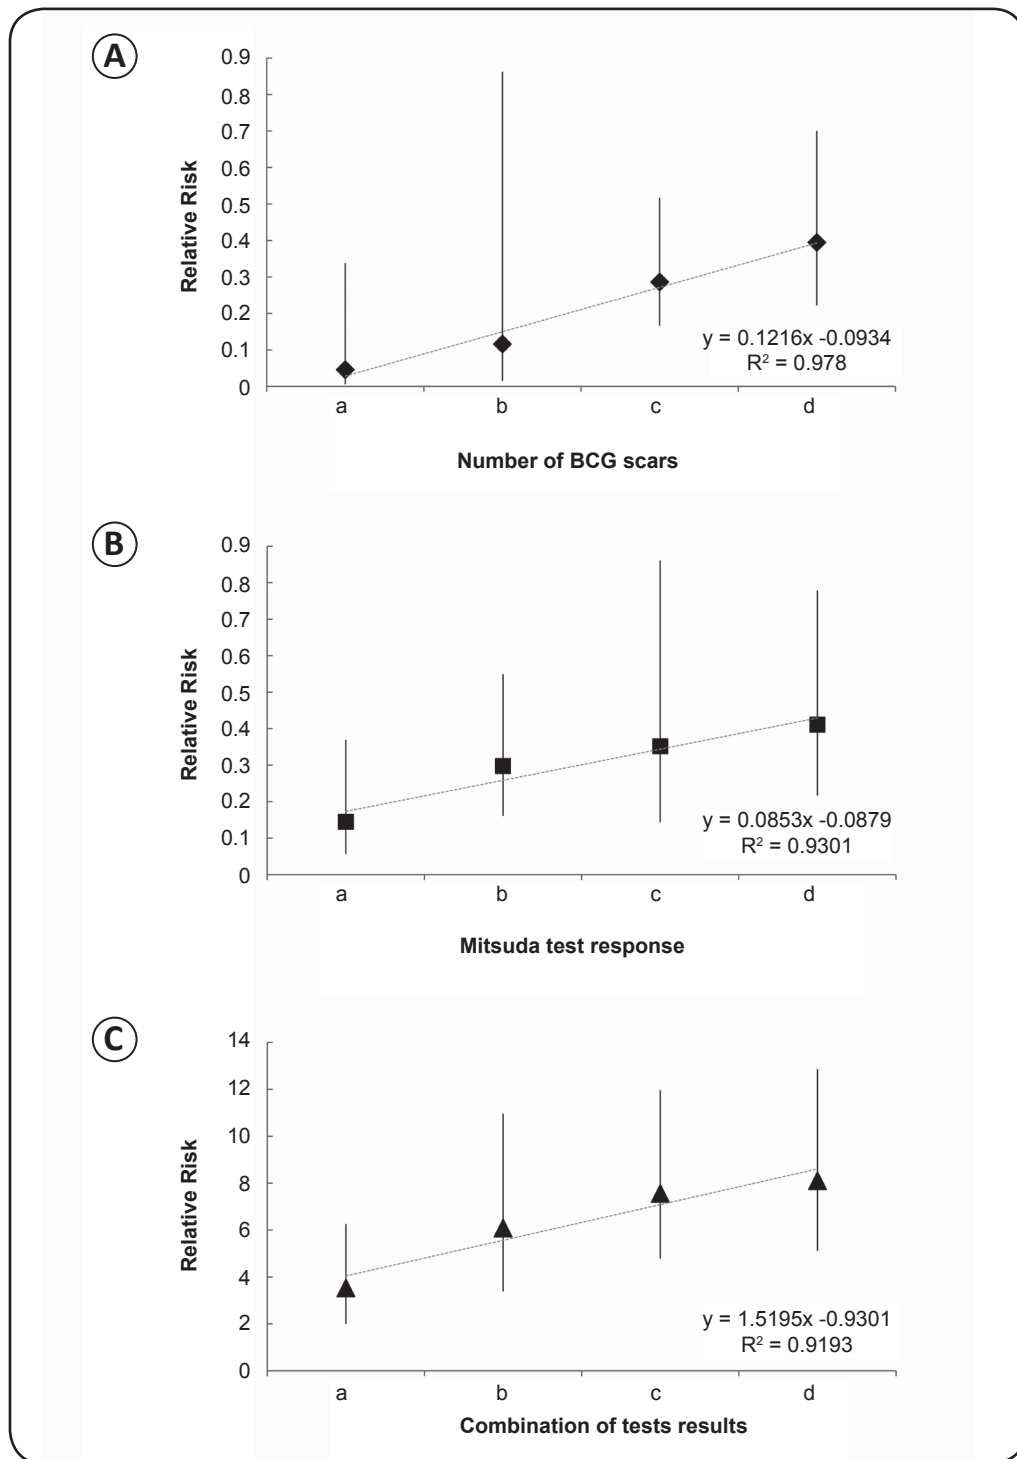 A
Relative Risk
0.9
0.8
0.7
0.6
0.5
0.4
0.3
0.2
0.1
0
y = 0.1216x -0.0934
R² = 0.978
a b c d
Number of BCG scars
B
Relative Risk
0.9
0.8
0.7
0.6
0.5
0.4
0.3
0.2
0.1
0
y = 0.0853x -0.0879
R² = 0.9301
a b c d
Mitsuda test response
C
Relative Risk
14
12
10
8
6
4
2
0
y = 1.5195x -0.9301
R² = 0.9193
a b c d
Combination of tests results